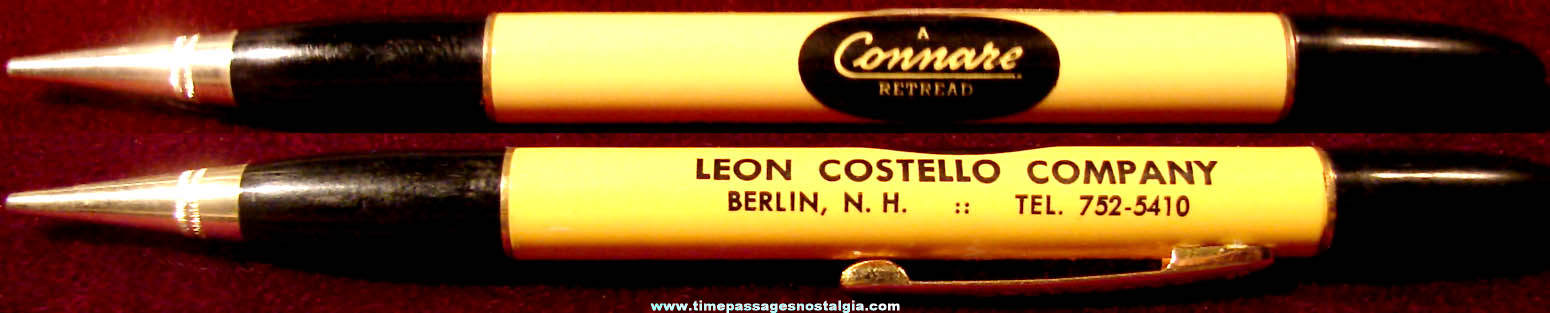 A
Connare
RETREAD
LEON COSTELLO COMPANY
BERLIN, N. H. :: TEL. 752-5410
www.timepassagesnostalgia.com